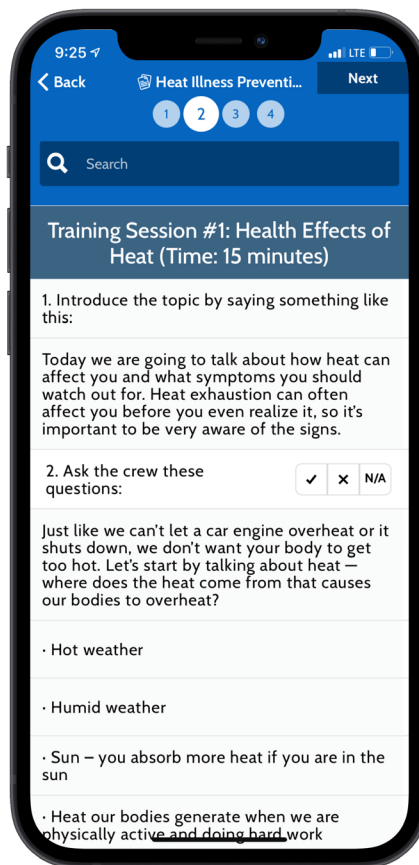 9:25
LTE
Back
Heat Illness Preventi...
Next
1 2 3 4
Search
Training Session #1: Health Effects of
Heat (Time: 15 minutes)
1. Introduce the topic by saying something like
this:
Today we are going to talk about how heat can
affect you and what symptoms you should
watch out for. Heat exhaustion can often
affect you before you even realize it, so it's
important to be very aware of the signs.
2. Ask the crew these
questions:
N/A
Just like we can't let a car engine overheat or it
shuts down, we don't want your body to get
too hot. Let's start by talking about heat —
where does the heat come from that causes
our bodies to overheat?
· Hot weather
· Humid weather
· Sun – you absorb more heat if you are in the
sun
· Heat our bodies generate when we are
physically active and doing hard work